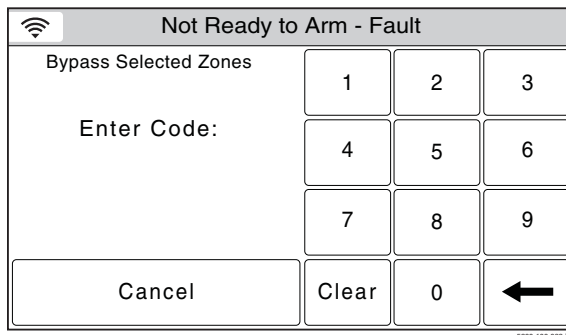 Not Ready to Arm - Fault
Bypass Selected Zones
Enter Code:
1 2 3
4 5 6
7 8 9
Cancel Clear 0